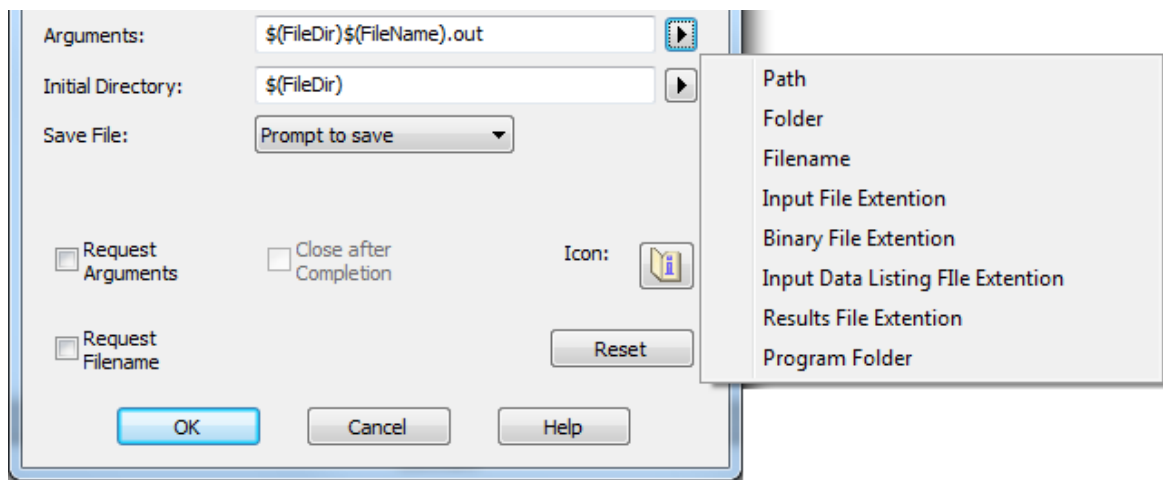 Arguments: $(FileDir)$(FileName).out
Initial Directory: $(FileDir)
Save File: Prompt to save
Request
Arguments
Close after
Completion
Icon:
Request
Filename
Reset
OK Cancel Help
Path
Folder
Filename
Input File Extention
Binary File Extention
Input Data Listing FIle Extention
Results File Extention
Program Folder